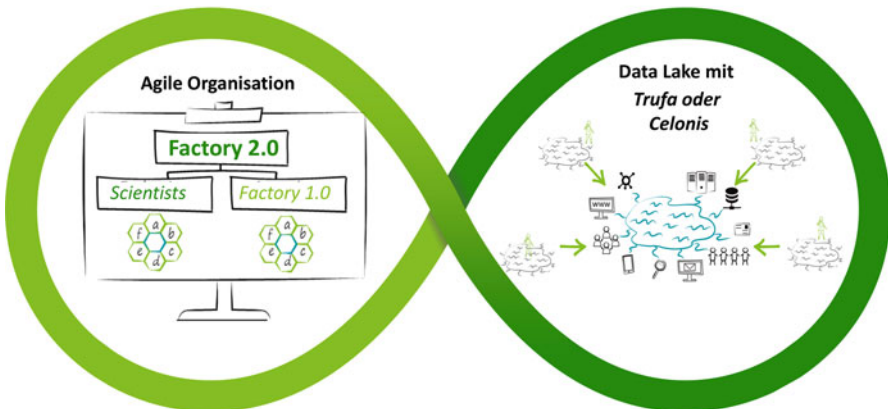 Agile Organisation
Factory 2.0
Scientists
Factory 1.0
a
f
b
e
c
d
a
f
b
e
c
d
Data Lake mit
Trufa oder
Celonis
WWW